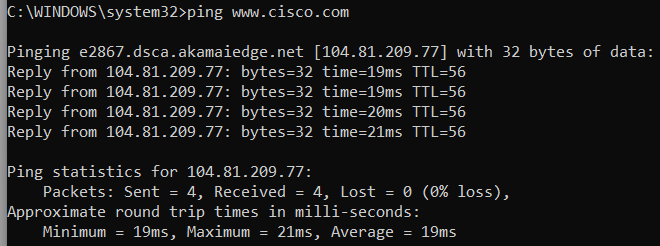 C:\WINDOWS\system32>ping www.cisco.com
Pinging e2867.dsca.akamaiedge.net [104.81.209.77] with 32 bytes of data:
Reply from 104.81.209.77: bytes=32 time=19ms TTL=56
Reply from 104.81.209.77: bytes=32 time=19ms TTL=56
Reply from 104.81.209.77: bytes=32 time=20ms TTL=56
Reply from 104.81.209.77: bytes=32 time=21ms TTL=56
Ping statistics for 104.81.209.77:
Packets: Sent = 4, Received = 4, Lost = 0 (0% loss),
Approximate round trip times in milli-seconds:
Minimum = 19ms, Maximum = 21ms, Average = 19ms